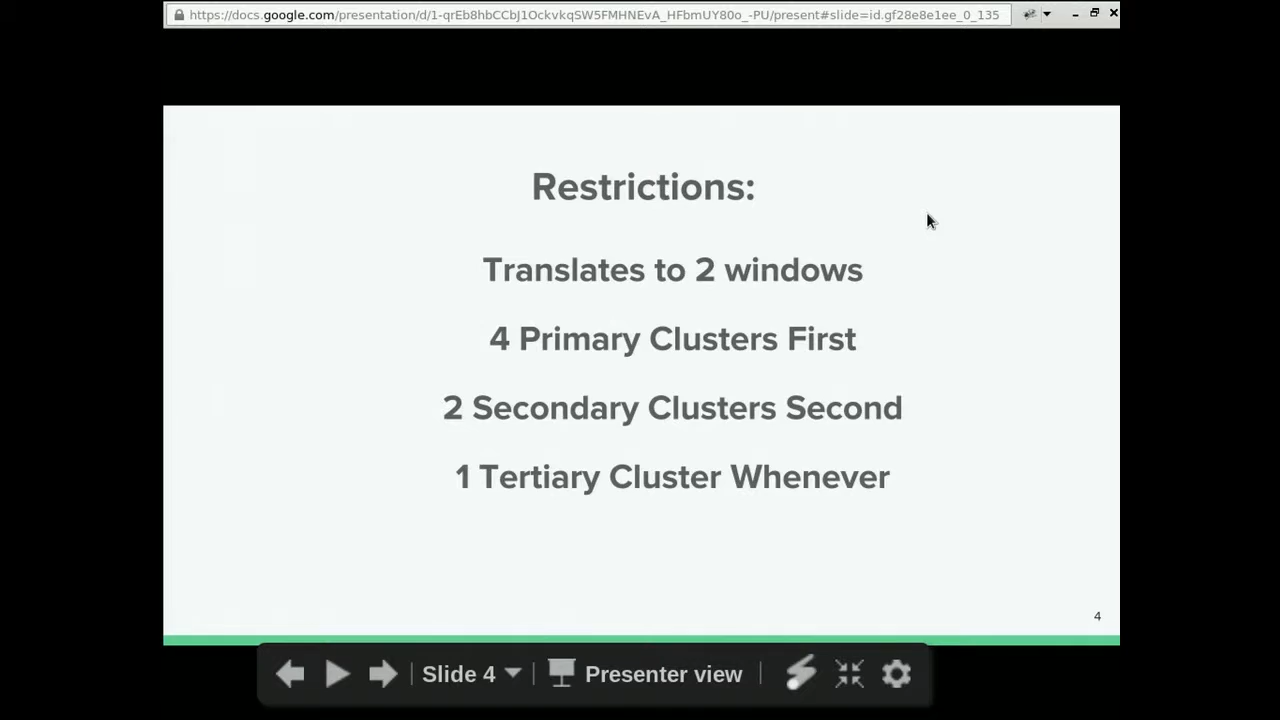 https://docs.google.com/presentation/d/1-qrEb8hbCCbJ1OckvkqSW5FMHNEvA_HFbmUY80o_-PU/present#slide=id.gf28e8e1ee_0_135
Restrictions:
Translates to 2 windows
4 Primary Clusters First
2 Secondary Clusters Second
1 Tertiary Cluster Whenever
4
Slide 4
Presenter view